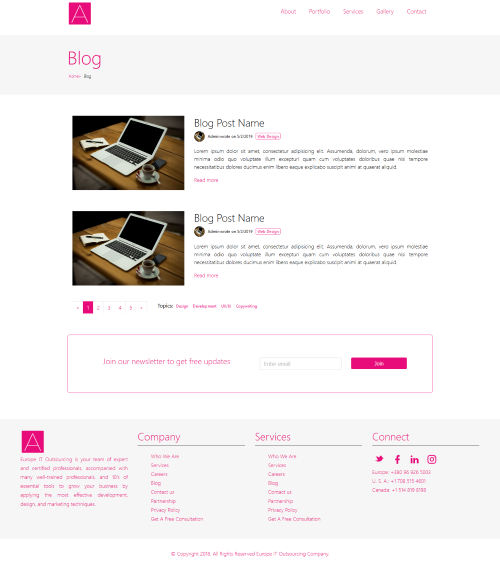 A
About Portfolio Services Gallery Contact
Blog
Home› Blog
Blog Post Name
Admin wrote on 5/2/2019 Web Design
Lorem ipsum dolor sit amet, consectetur adipisicing elit. Assumenda, dolorum, vero ipsum molestiae
minima odio quo voluptate illum excepturi quam cum voluptates doloribus quae nisi tempore
necessitatibus dolores ducimus enim libero eaque explicabo suscipit animi at quaerat aliquid.
Read more
Blog Post Name
Admin wrote on 5/2/2019 Web Design
Lorem ipsum dolor sit amet, consectetur adipisicing elit. Assumenda, dolorum, vero ipsum molestiae
minima odio quo voluptate illum excepturi quam cum voluptates doloribus quae nisi tempore
necessitatibus dolores ducimus enim libero eaque explicabo suscipit animi at quaerat aliquid.
Read more
« 1 2 3 4 5 »
Topics: Design Development UX/UI Copywriting
Join our newsletter to get free updates
Enter email
Join
A
Europe IT Outsourcing is your team of expert
and certified professionals, accompanied with
many well-trained professionals, and
essential tools to grow your business by
applying the most effective development,
design, and marketing techniques.
Company
Who We Are
Services
Careers
Blog
Contact us
Partnership
Privacy Policy
Get A Free Consultation
Services
Who We Are
Services
Careers
Blog
Contact us
Partnership
Privacy Policy
Get A Free Consultation
Connect
Europe: +380 96 926 5303
U. S. A.: +1 738 515 4601
Canada: +1 514 819 8198
© Copyright 2018. All Rights Reserved Europe IT Outsourcing Company.